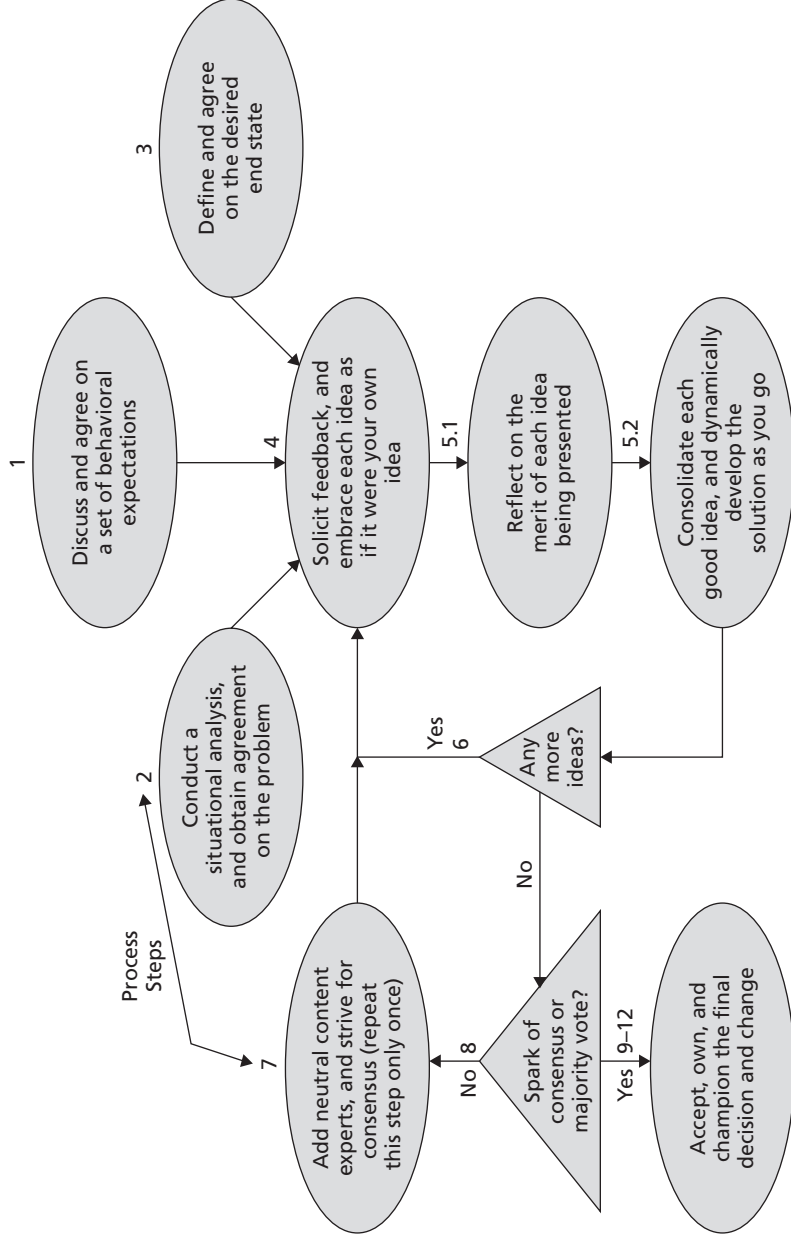 1
Discuss and agree on
a set of behavioral
expectations
Process
Steps
2
Conduct a
situational analysis,
and obtain agreement
on the problem
3
Define and agree
on the desired
end state
4
Solicit feedback, and
embrace each idea as
if it were your own
idea
5.1
Reflect on the
merit of each idea
being presented
5.2
Consolidate each
good idea, and dynamically
develop the
solution as you go
Yes
6
Any
more
ideas?
No
7
Add neutral content
experts, and strive for
consensus (repeat
this step only once)
No 8
Spark of
consensus or
majority vote?
Yes 9–12
Accept, own, and
champion the final
decision and change